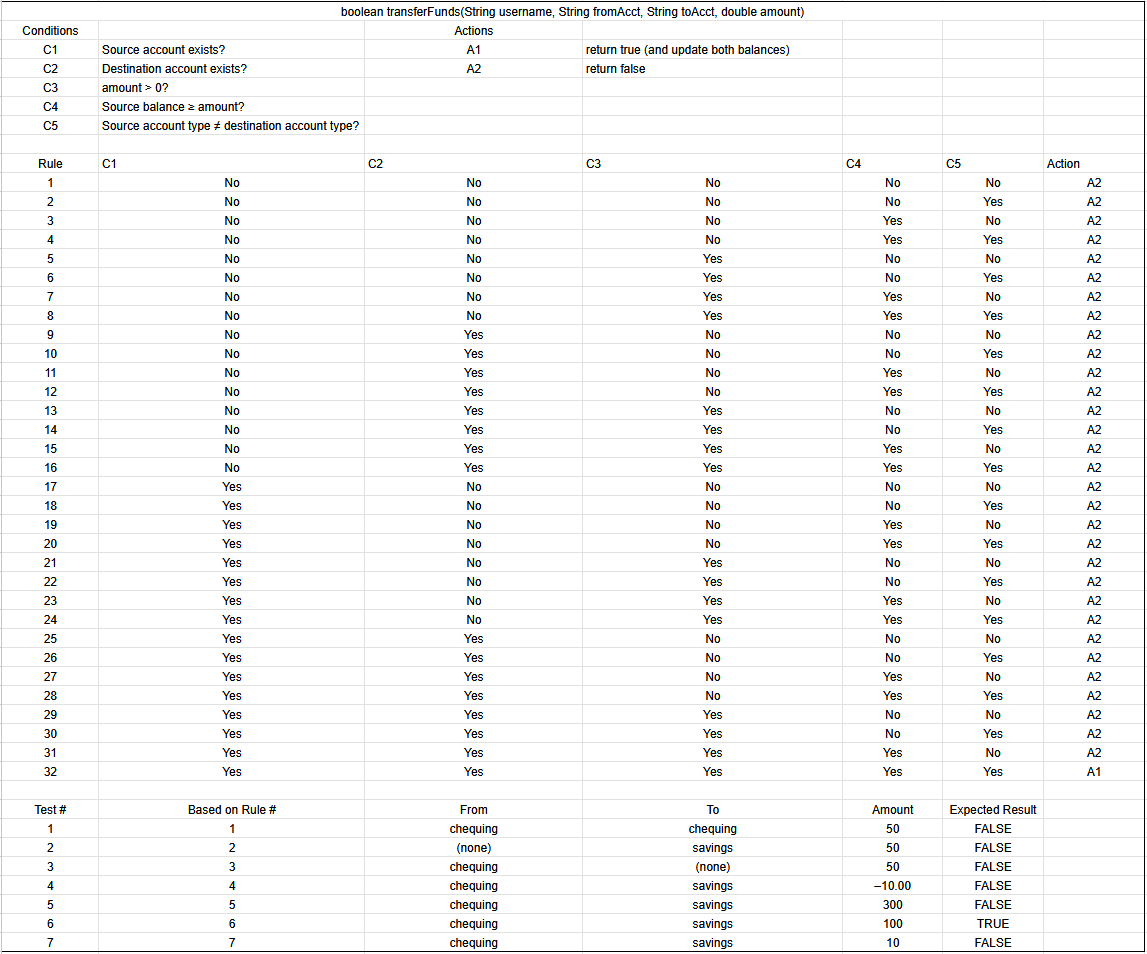 boolean transferFunds(String username, String fromAcct, String toAcct, double amount)
Conditions Actions
C1 Source account exists? A1 return true (and update both balances)
C2 Destination account exists? A2 return false
C3 amount > 0?
C4 Source balance ≥ amount?
C5 Source account type ≠ destination account type?
Rule C1 C2 C3 C4 C5 Action
1 No No No No No A2
2 No No No No Yes A2
3 No No No Yes No A2
4 No No No Yes Yes A2
5 No No Yes No No A2
6 No No Yes No Yes A2
7 No No Yes Yes No A2
8 No No Yes Yes Yes A2
9 No Yes No No No A2
10 No Yes No No Yes A2
11 No Yes No Yes No A2
12 No Yes No Yes Yes A2
13 No Yes Yes No No A2
14 No Yes Yes No Yes A2
15 No Yes Yes Yes No A2
16 No Yes Yes Yes Yes A2
17 Yes No No No No A2
18 Yes No No No Yes A2
19 Yes No No Yes No A2
20 Yes No No Yes Yes A2
21 Yes No Yes No No A2
22 Yes No Yes No Yes A2
23 Yes No Yes Yes No A2
24 Yes No Yes Yes Yes A2
25 Yes Yes No No No A2
26 Yes Yes No No Yes A2
27 Yes Yes No Yes No A2
28 Yes Yes No Yes Yes A2
29 Yes Yes Yes No No A2
30 Yes Yes Yes No Yes A2
31 Yes Yes Yes Yes No A2
32 Yes Yes Yes Yes Yes A1
Test # Based on Rule # From To Amount Expected Result
1 1 chequing chequing 50 FALSE
2 2 (none) savings 50 FALSE
3 3 chequing (none) 50 FALSE
4 4 chequing savings –10.00 FALSE
5 5 chequing savings 300 FALSE
6 6 chequing savings 100 TRUE
7 7 chequing savings 10 FALSE